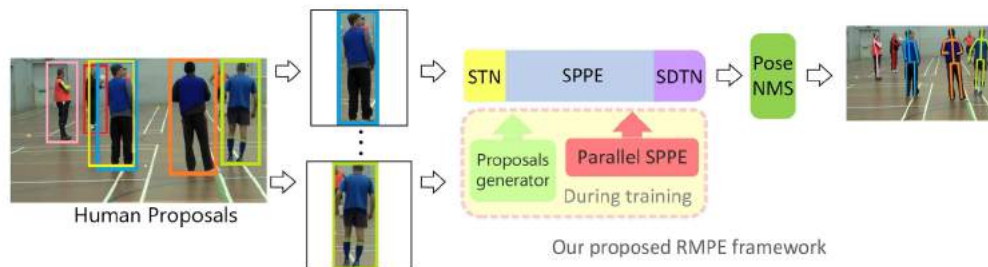 Human Proposals
STN
SPPE
SDTN
Pose
NMS
Proposals
generator
Parallel SPPE
During training
Our proposed RMPE framework